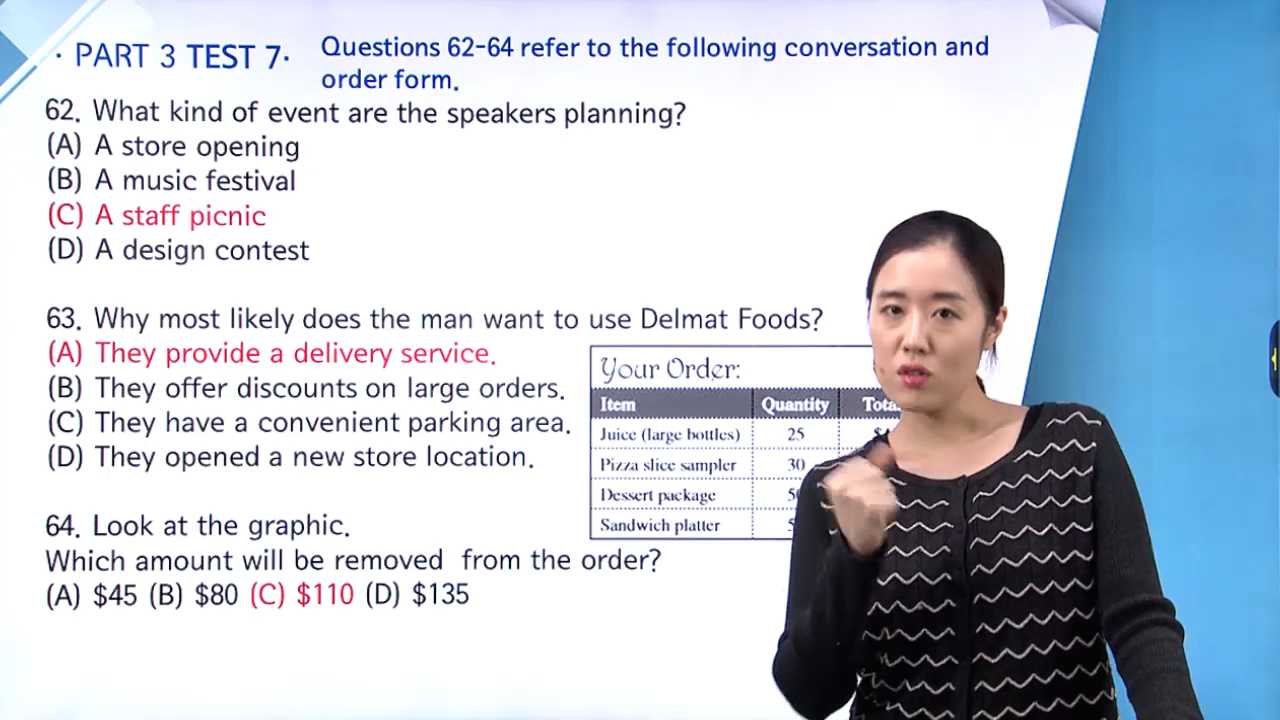 · PART 3 TEST 7·
Questions 62-64 refer to the following conversation and
order form.
62. What kind of event are the speakers planning?
(A) A store opening
(B) A music festival
(C) A staff picnic
(D) A design contest
63. Why most likely does the man want to use Delmat Foods?
(A) They provide a delivery service.
(B) They offer discounts on large orders.
(C) They have a convenient parking area.
(D) They opened a new store location.
Your Order:
Item Quantity
Juice (large bottles) 25
Pizza slice sampler 30
Dessert package
Sandwich platter
64. Look at the graphic.
Which amount will be removed from the order?
(A) $45 (B) $80 (C) $110 (D) $135